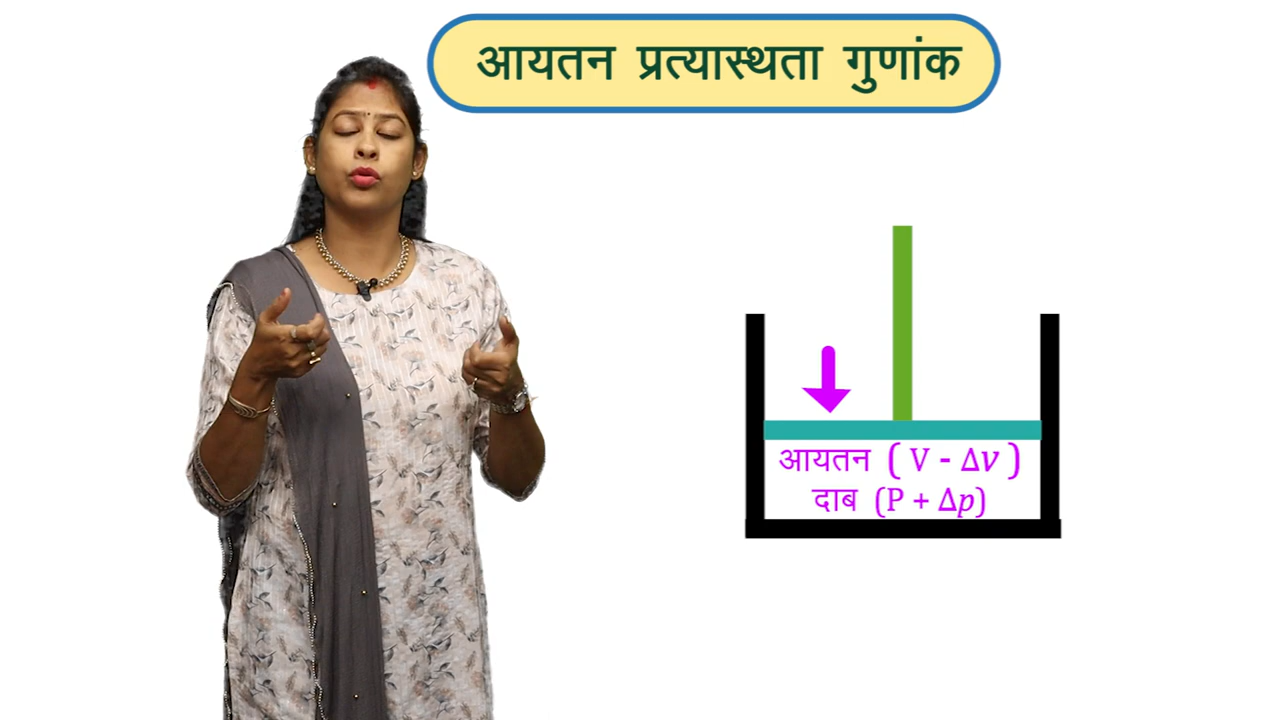 आयतन प्रत्यास्थता गुणांक
आयतन ( V - Δv )
दाब (P + Δp)